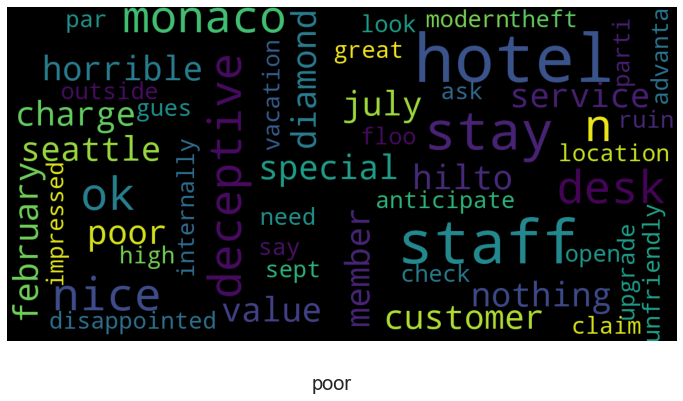 par
monaco
look
moderntheft
hotel
parti
advanta
great
horrible
outside
gues
charge
vacation
diamond
deceptive
july
ask
service
n
ruin
floo
stay
location
seattle
special
hilto
desk
internally
ok
impressed
february
anticipate
poor
need
member
staff
open
upgrade
unfriendly
high
say
sept
check
nice
nothing
value
disappointed
customer
claim
poor